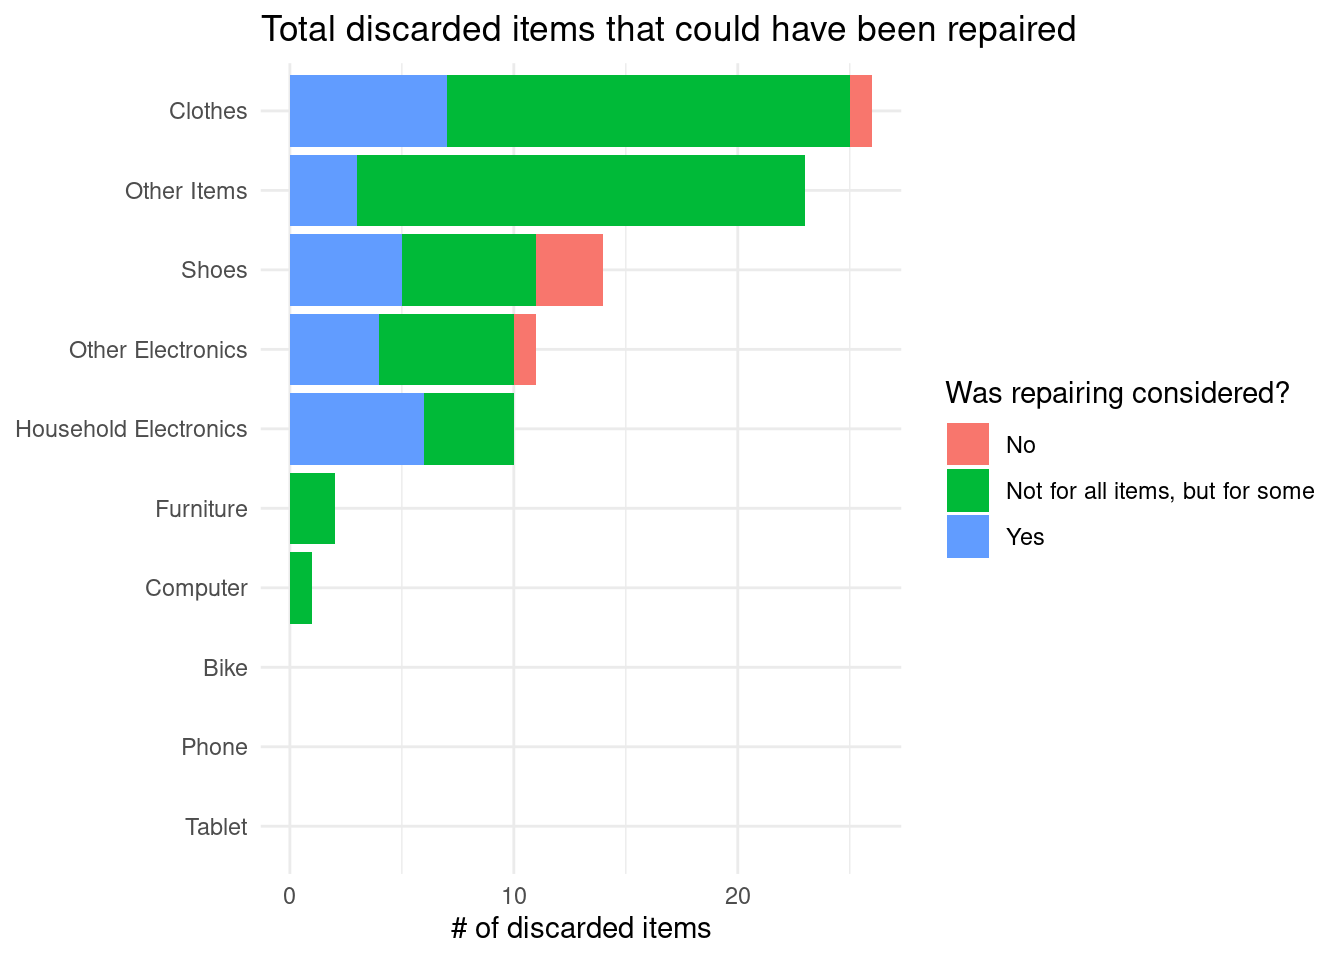 Total discarded items that could have been repaired
Clothes
Other Items
Shoes
Other Electronics
Household Electronics
Furniture
Computer
Bike
Phone
Tablet
0
10
20
# of discarded items
Was repairing considered?
No
Not for all items, but for some
Yes